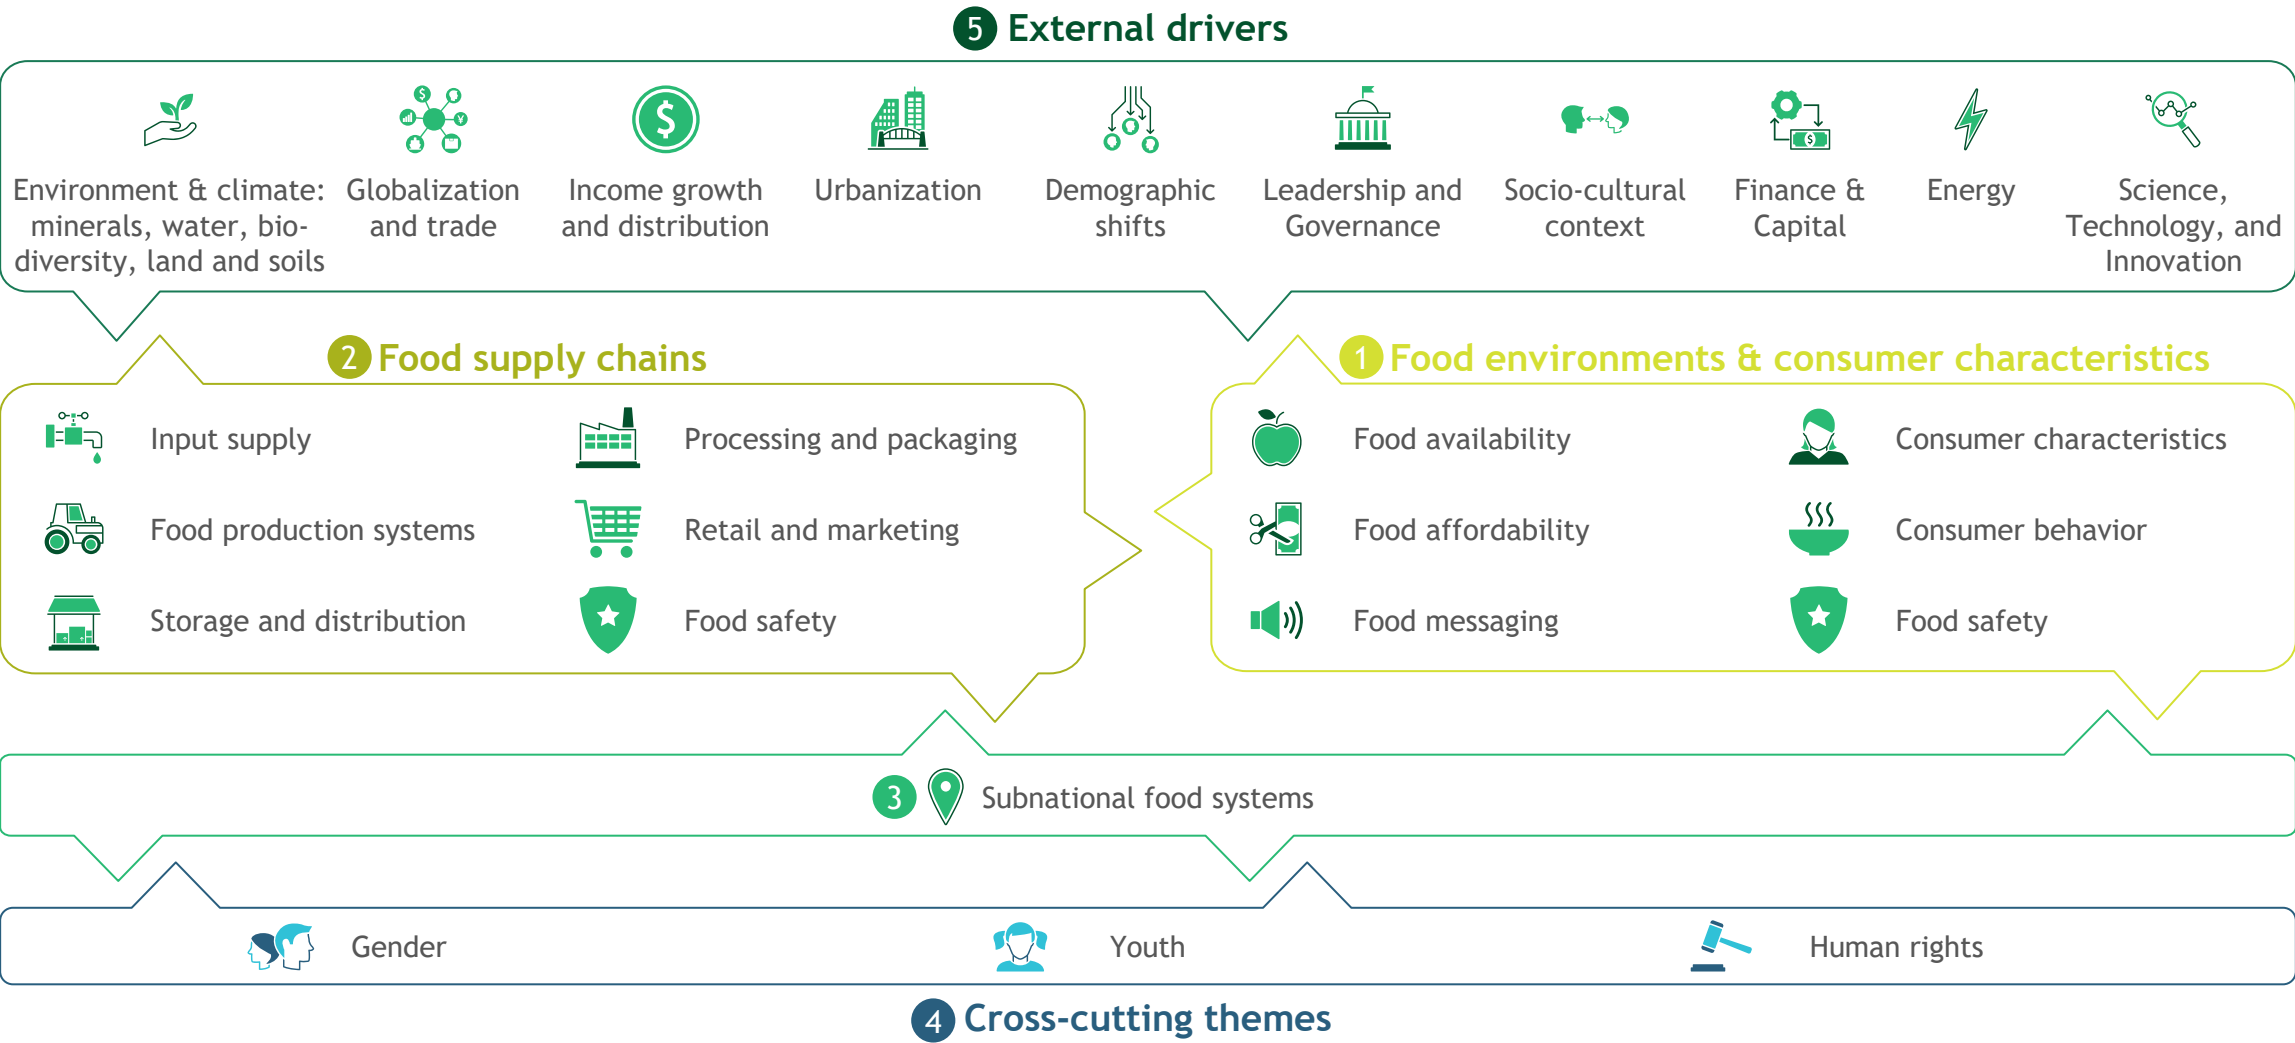 5 External drivers
Environment & climate:
minerals, water, bio-
diversity, land and soils
Globalization
and trade
Income growth
and distribution
Urbanization
Demographic
shifts
Leadership and
Governance
Socio-cultural
context
Finance &
Capital
Energy
Science,
Technology, and
Innovation
2 Food supply chains
Input supply
Processing and packaging
Food production systems
Retail and marketing
Storage and distribution
Food safety
1 Food environments & consumer characteristics
Food availability
Consumer characteristics
Food affordability
Consumer behavior
Food messaging
Food safety
3 Subnational food systems
Gender
Youth
Human rights
4 Cross-cutting themes